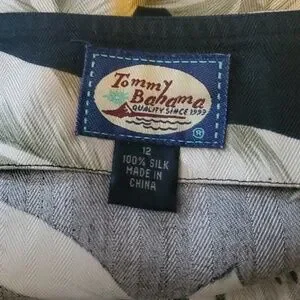 Tommy
Bahama
QUALITY SINCE 1993
®
12
100% SILK
MADE IN
CHINA